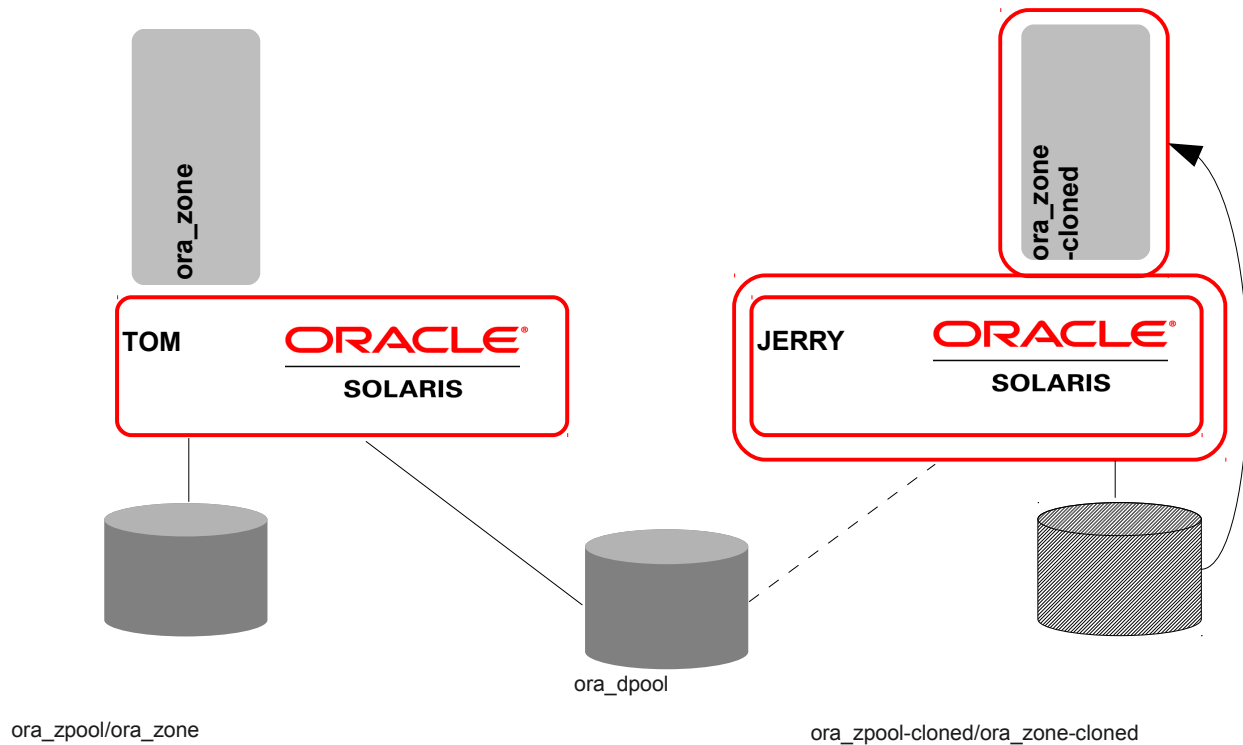 ora_zone
ora_zone
-cloned
TOM
ORACLE®
SOLARIS
JERRY
ORACLE®
SOLARIS
ora_dpool
ora_zpool/ora_zone
ora_zpool-cloned/ora_zone-cloned